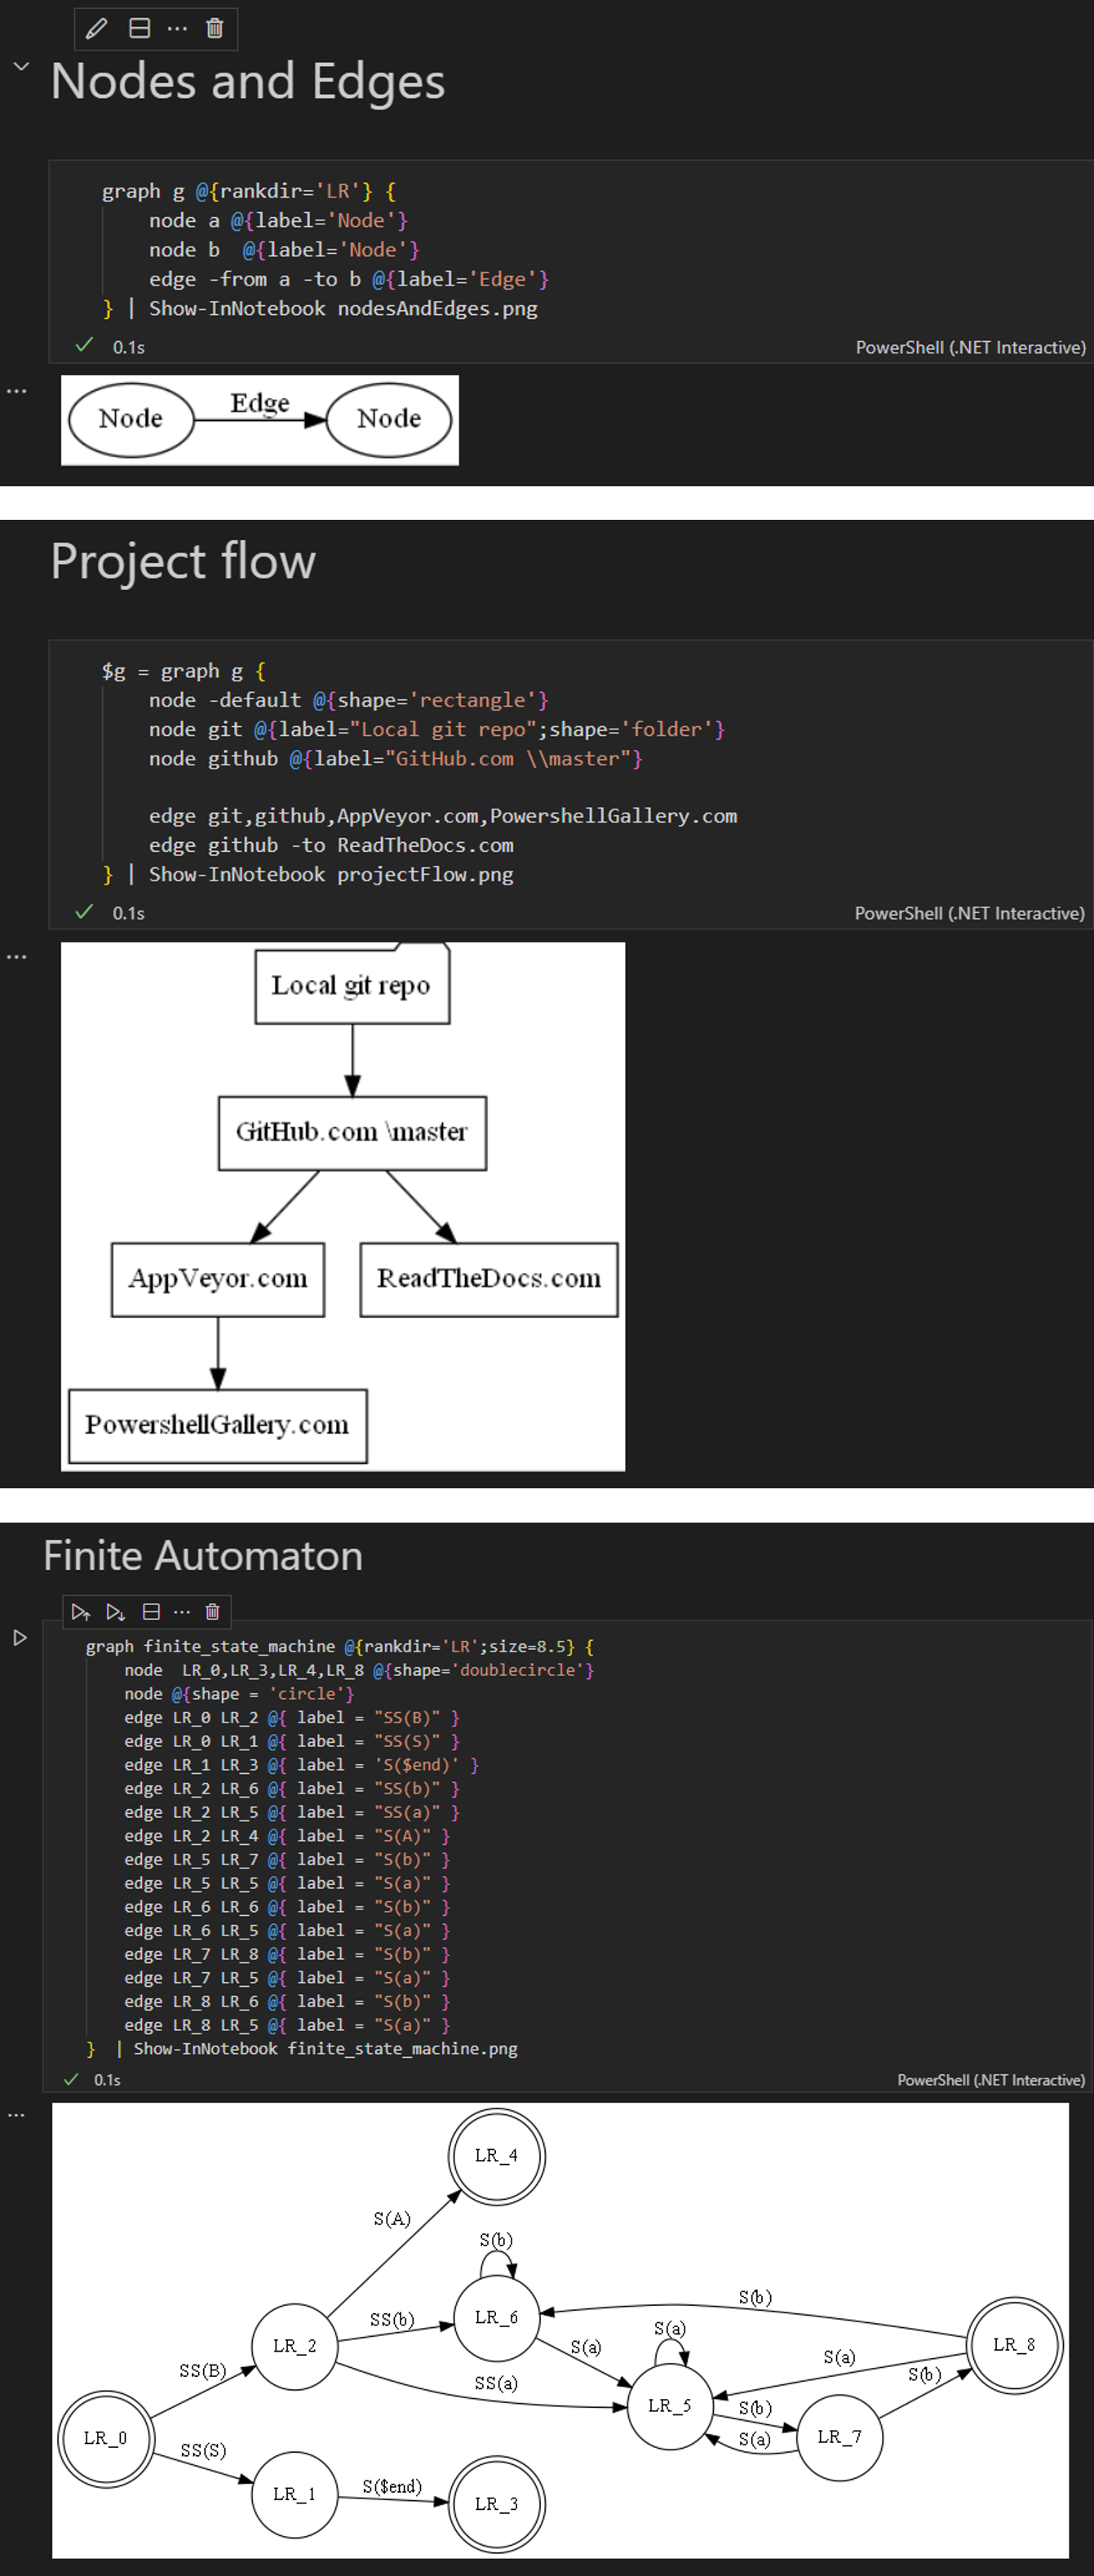 Nodes and Edges
graph g @{rankdir='LR'} {
node a @{label='Node'}
node b  @{label='Node'}
edge -from a -to b @{label='Edge'}
} | Show-InNotebook nodesAndEdges.png
0.1s
PowerShell (.NET Interactive)
Node
Edge
Node
Project flow
$g = graph g {
node -default @{shape='rectangle'}
node git @{label="Local git repo";shape='folder'}
node github @{label="GitHub.com \\master"}
edge git,github,AppVeyor.com,PowershellGallery.com
edge github -to ReadTheDocs.com
} | Show-InNotebook projectFlow.png
0.1s
PowerShell (.NET Interactive)
Local git repo
GitHub.com \master
AppVeyor.com
ReadTheDocs.com
PowershellGallery.com
Finite Automaton
graph finite_state_machine @{rankdir='LR';size=8.5} {
node  LR_0,LR_3,LR_4,LR_8 @{shape='doublecircle'}
node @{shape = 'circle'}
edge LR_0 LR_2 @{ label = "SS(B)" }
edge LR_0 LR_1 @{ label = "SS(S)" }
edge LR_1 LR_3 @{ label = 'S($end)' }
edge LR_2 LR_6 @{ label = "SS(b)" }
edge LR_2 LR_5 @{ label = "SS(a)" }
edge LR_2 LR_4 @{ label = "S(A)" }
edge LR_5 LR_7 @{ label = "S(b)" }
edge LR_5 LR_5 @{ label = "S(a)" }
edge LR_6 LR_6 @{ label = "S(b)" }
edge LR_6 LR_5 @{ label = "S(a)" }
edge LR_7 LR_8 @{ label = "S(b)" }
edge LR_7 LR_5 @{ label = "S(a)" }
edge LR_8 LR_6 @{ label = "S(b)" }
edge LR_8 LR_5 @{ label = "S(a)" }
}  | Show-InNotebook finite_state_machine.png
0.1s
PowerShell (.NET Interactive)
LR_4
S(A)
S(b)
S(b)
LR_6
SS(b)
S(a)
LR_2
S(a)
LR_8
S(a)
SS(B)
S(b)
SS(a)
LR_5
S(b)
LR_7
LR_0
S(a)
SS(S)
S($end)
LR_1
LR_3